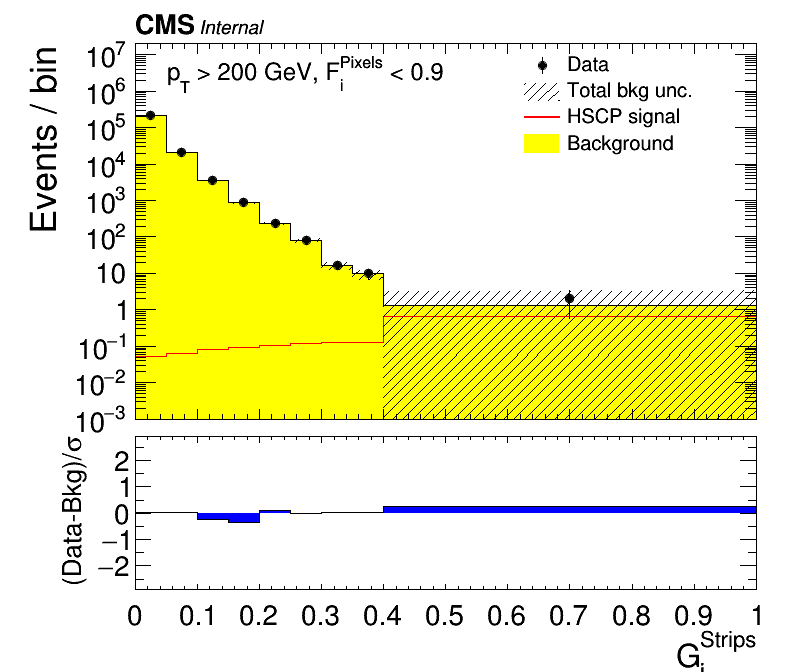 CMS Internal
p_T > 200 GeV, F_i^Pixels < 0.9
Data
Total bkg unc.
HSCP signal
Background
Events / bin
10^7
10^6
10^5
10^4
10^3
10^2
10
1
10^−1
10^−2
10^−3
(Data-Bkg)/σ
2
1
0
−1
−2
0 0.1 0.2 0.3 0.4 0.5 0.6 0.7 0.8 0.9 1
G_i^Strips